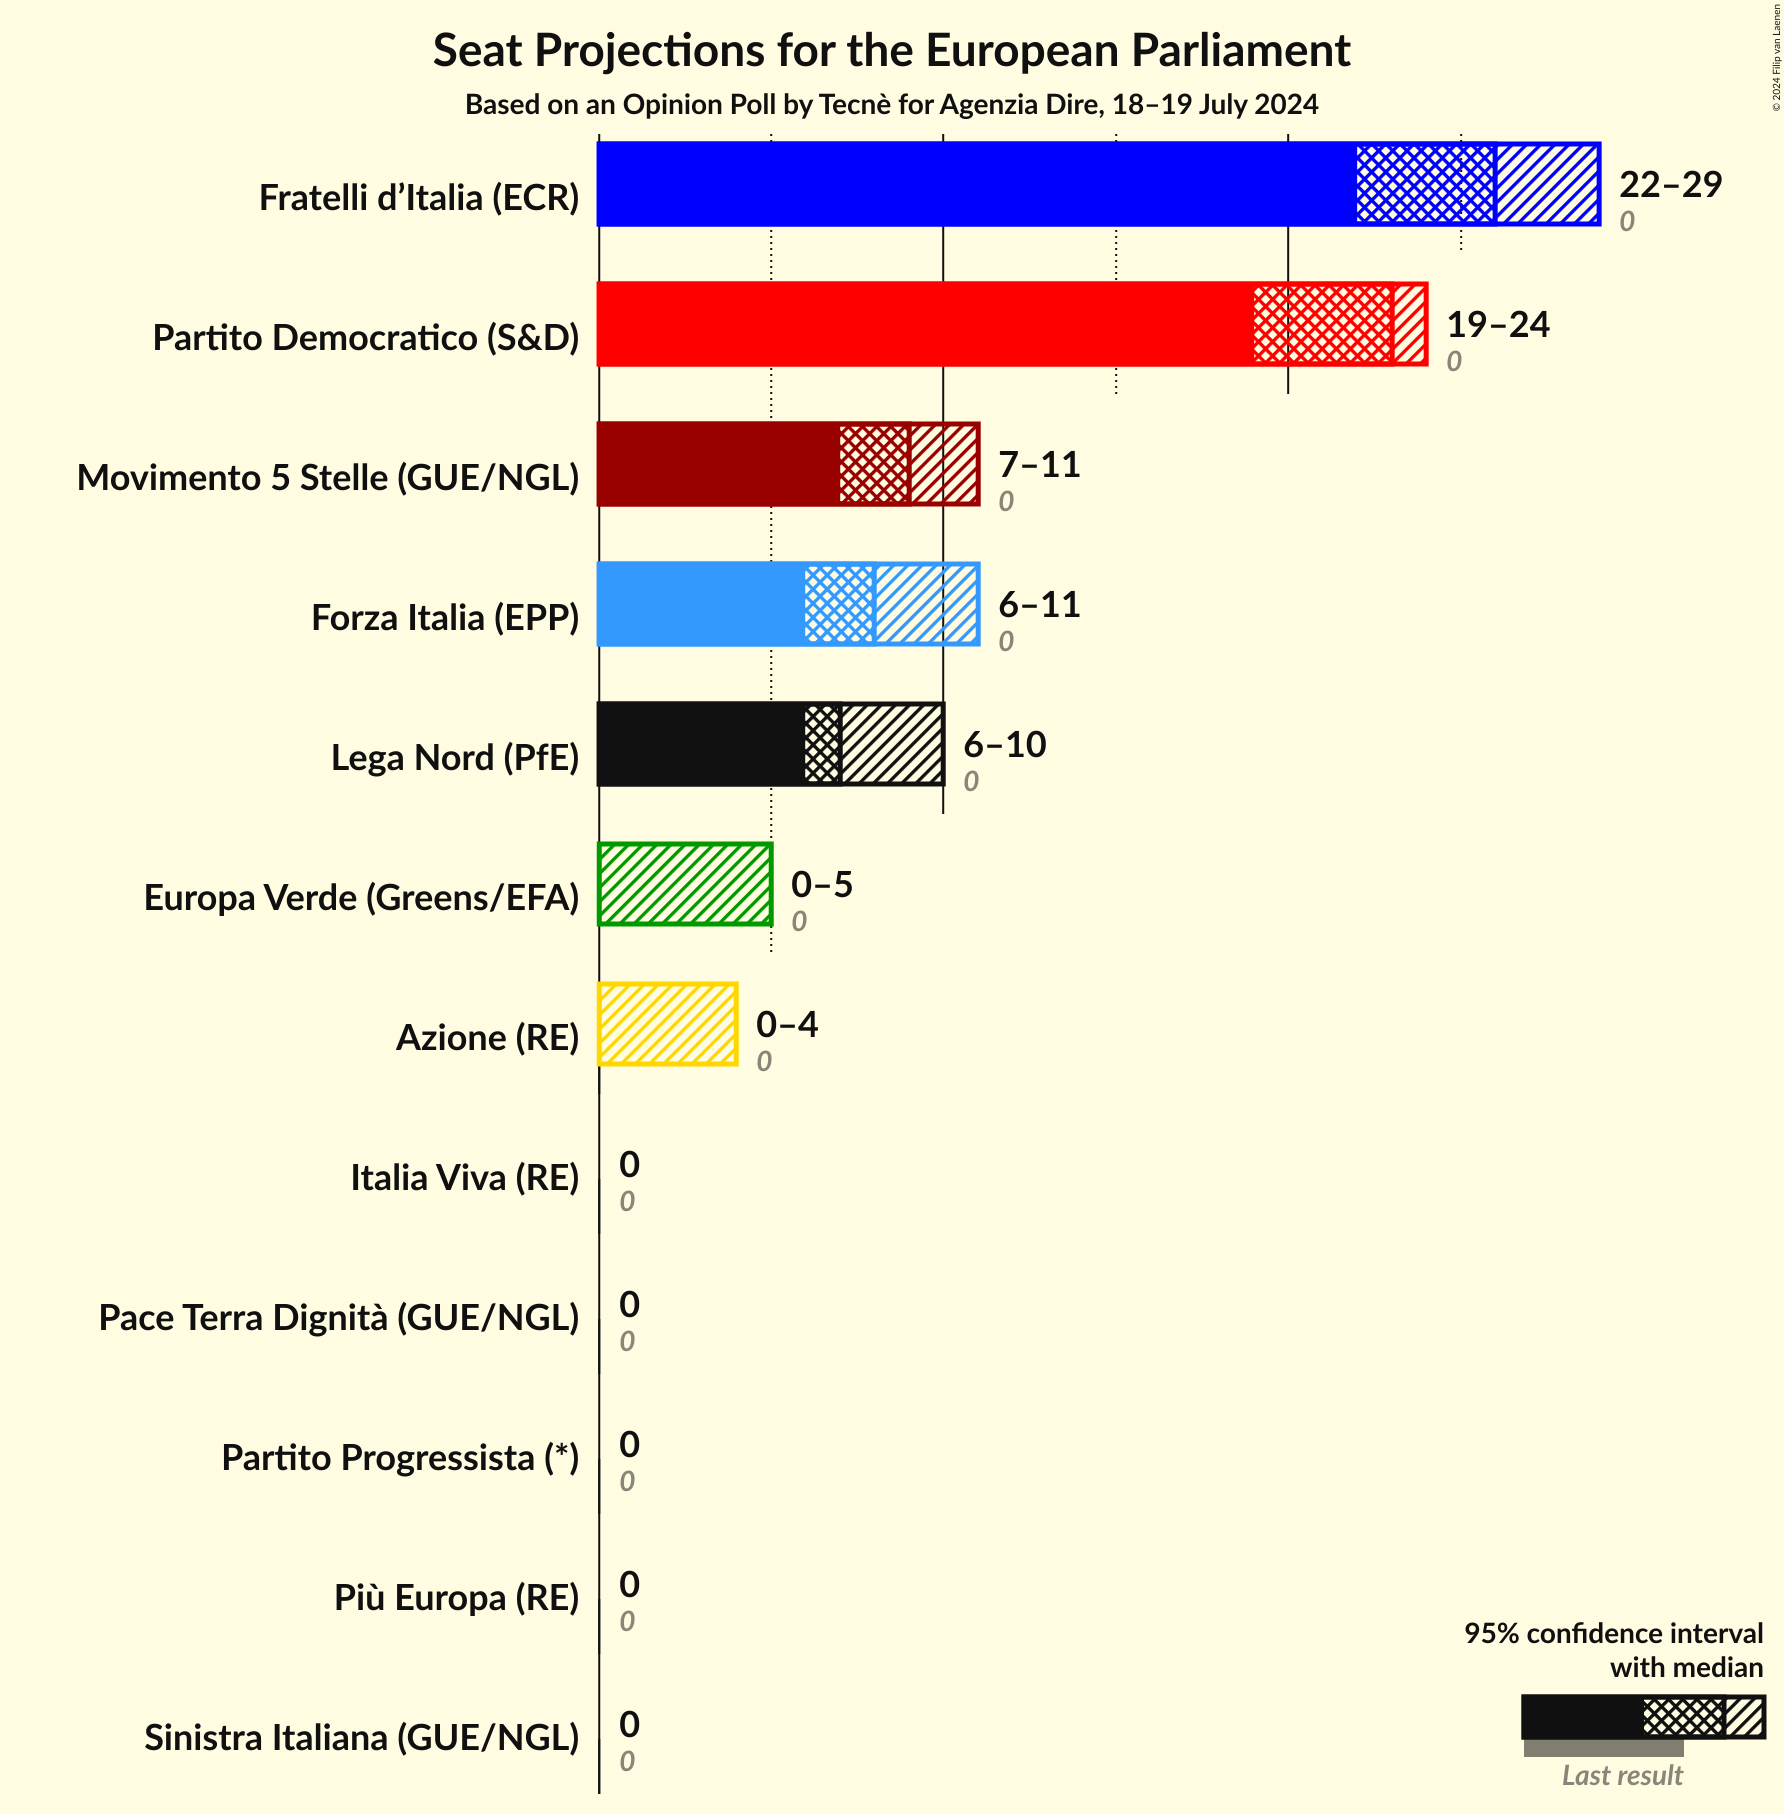 Seat Projections for the European Parliament
Based on an Opinion Poll by Tecnè for Agenzia Dire, 18–19 July 2024
© 2024 Filip van Laenen
Fratelli d’Italia (ECR)
22–29
0
Partito Democratico (S&D)
19–24
0
Movimento 5 Stelle (GUE/NGL)
7–11
0
Forza Italia (EPP)
6–11
0
Lega Nord (PfE)
6–10
0
Europa Verde (Greens/EFA)
0–5
0
Azione (RE)
0–4
0
Italia Viva (RE)
0
0
Pace Terra Dignità (GUE/NGL)
0
0
Partito Progressista (*)
0
0
Più Europa (RE)
0
0
Sinistra Italiana (GUE/NGL)
0
0
95% confidence interval
with median
Last result